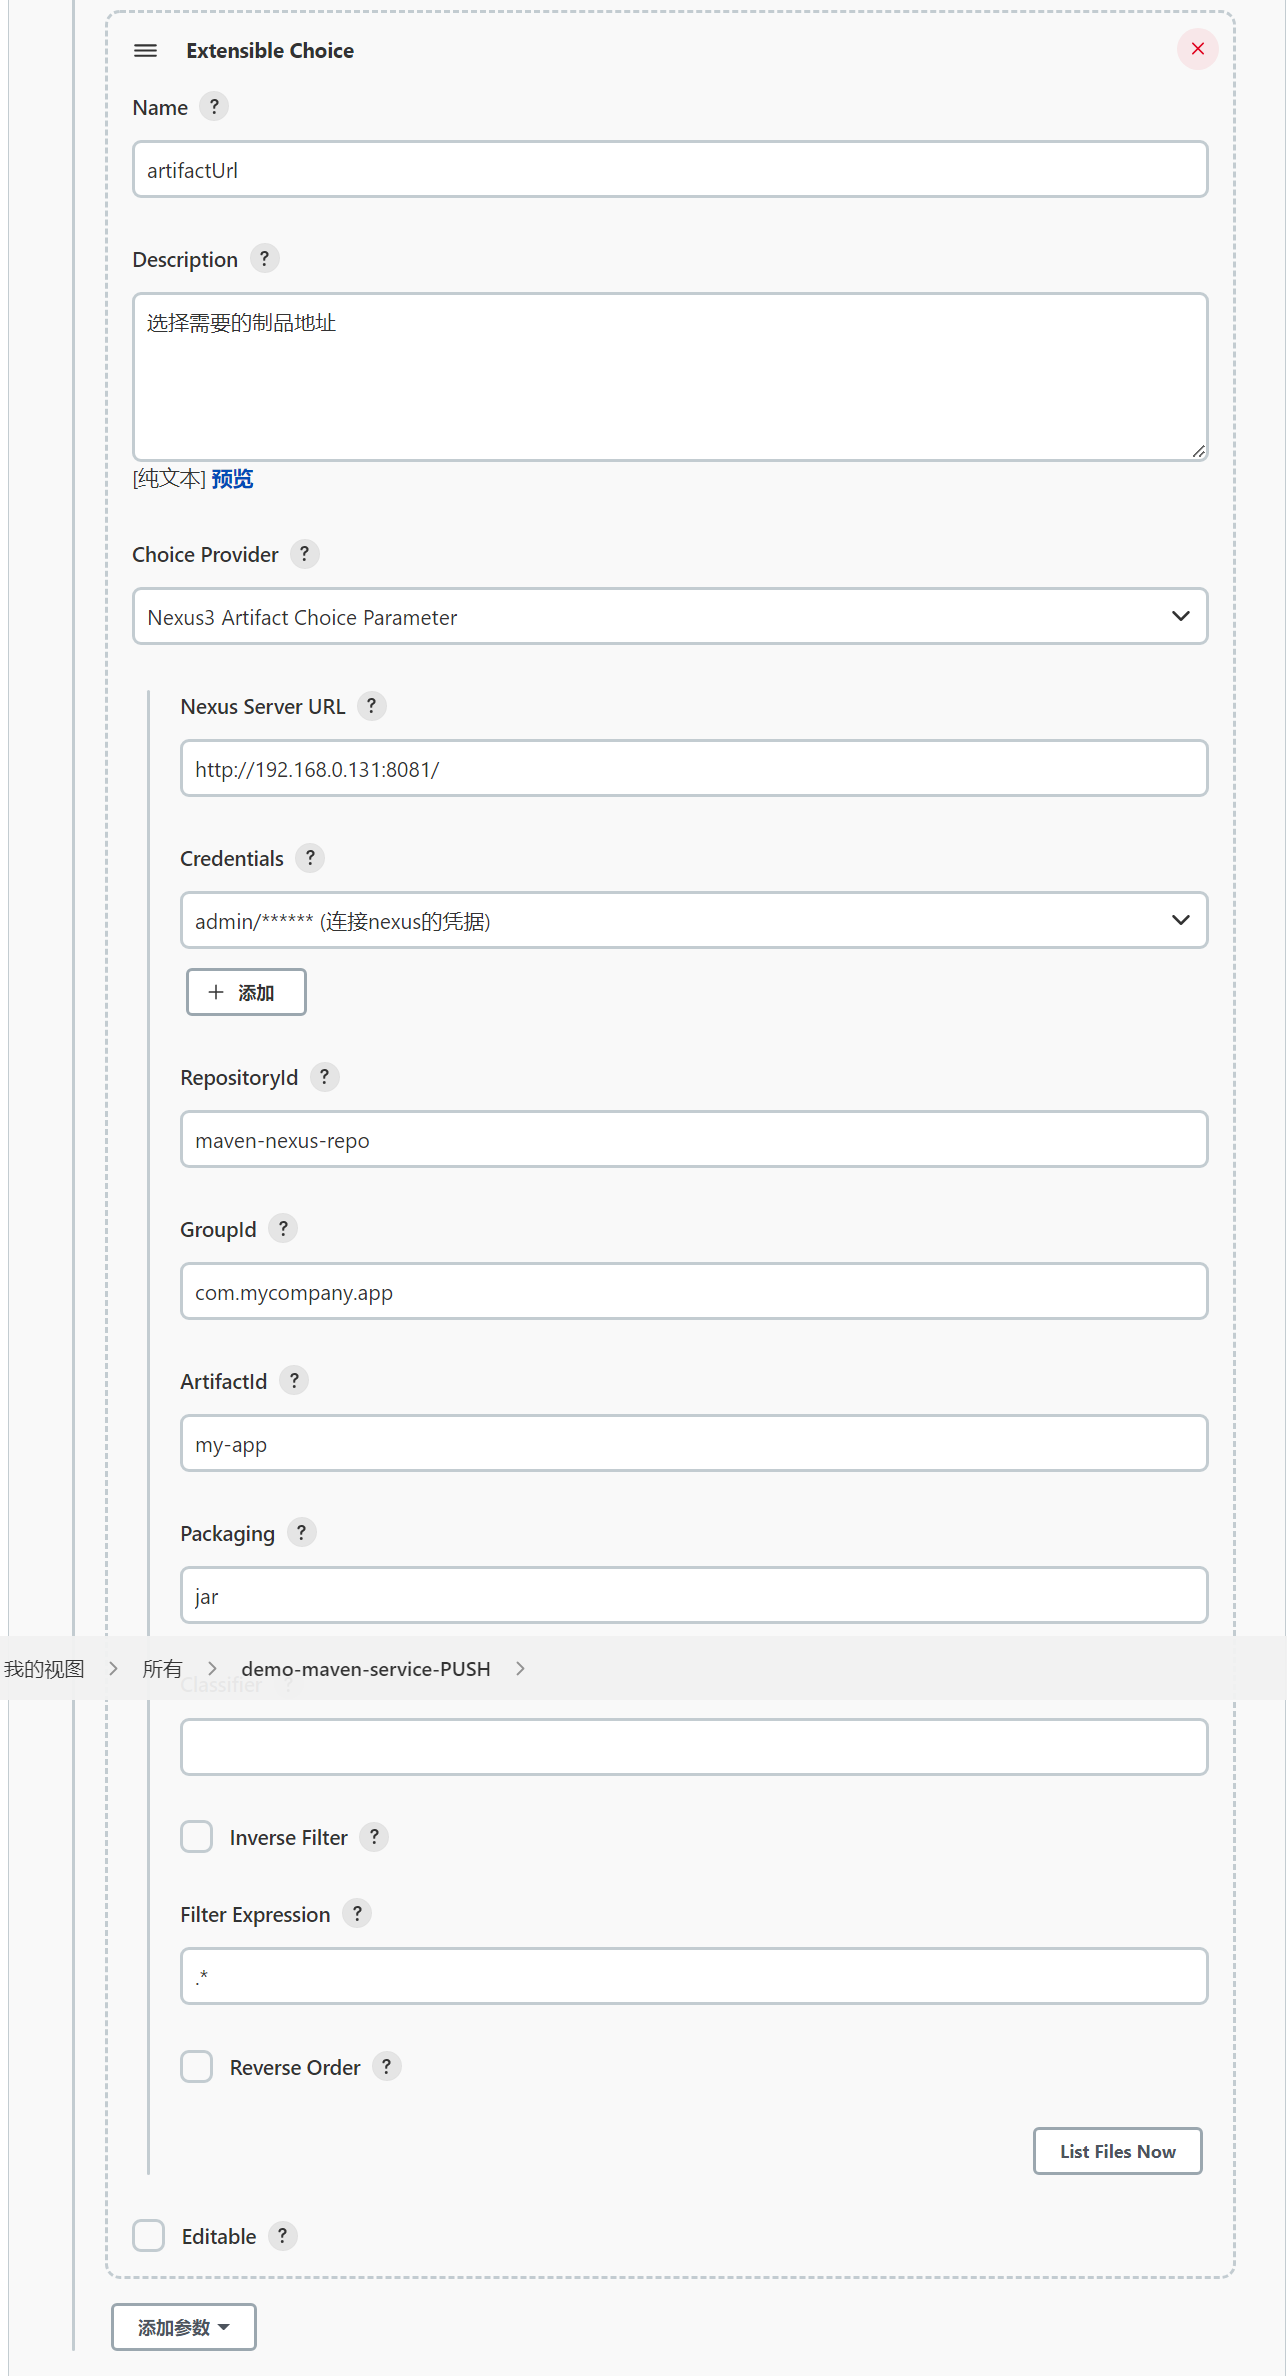 Extensible Choice
Name ?
artifactUrl
Description ?
选择需要的制品地址
[纯文本] 预览
Choice Provider ?
Nexus3 Artifact Choice Parameter
Nexus Server URL ?
http://192.168.0.131:8081/
Credentials ?
admin/****** (连接nexus的凭据)
+ 添加
RepositoryId ?
maven-nexus-repo
GroupId ?
com.mycompany.app
ArtifactId ?
my-app
Packaging ?
jar
我的视图 > 所有 > demo-maven-service-PUSH >
Classifier ?
Inverse Filter ?
Filter Expression ?
.*
Reverse Order ?
List Files Now
Editable ?
添加参数